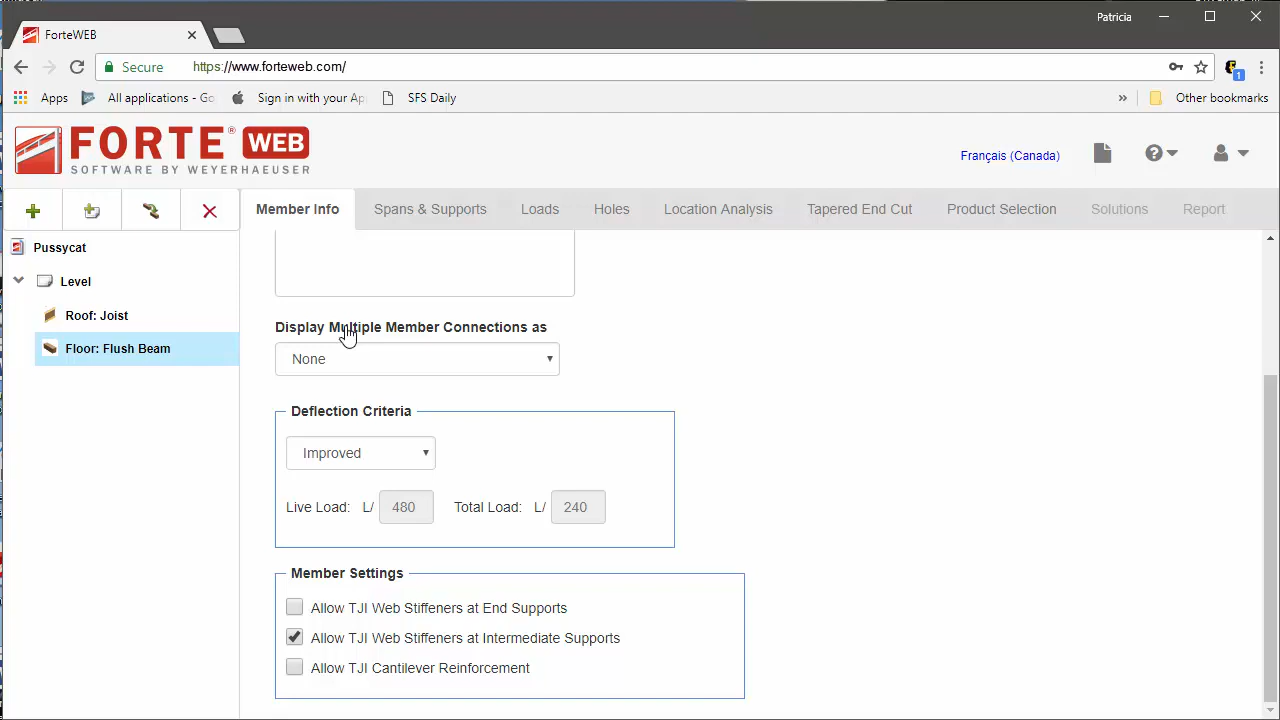 Patricia
ForteWEB
Secure https://www.forteweb.com/
1
Apps All applications - Go Sign in with your Ap SFS Daily » Other bookmarks
FORTE® WEB
SOFTWARE BY WEYERHAEUSER
Français (Canada)
Member Info Spans & Supports Loads Holes Location Analysis Tapered End Cut Product Selection Solutions Report
Pussycat
Level
Roof: Joist
Floor: Flush Beam
Display Multiple Member Connections as
None
Deflection Criteria
Improved
Live Load: L/ 480 Total Load: L/ 240
Member Settings
Allow TJI Web Stiffeners at End Supports
Allow TJI Web Stiffeners at Intermediate Supports
Allow TJI Cantilever Reinforcement